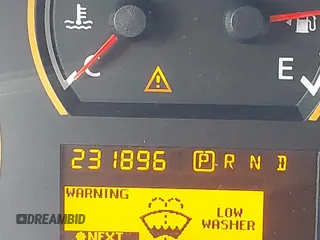 C E
231896 P R N D
WARNING
LOW
WASHER
NEXT
DREAMBID